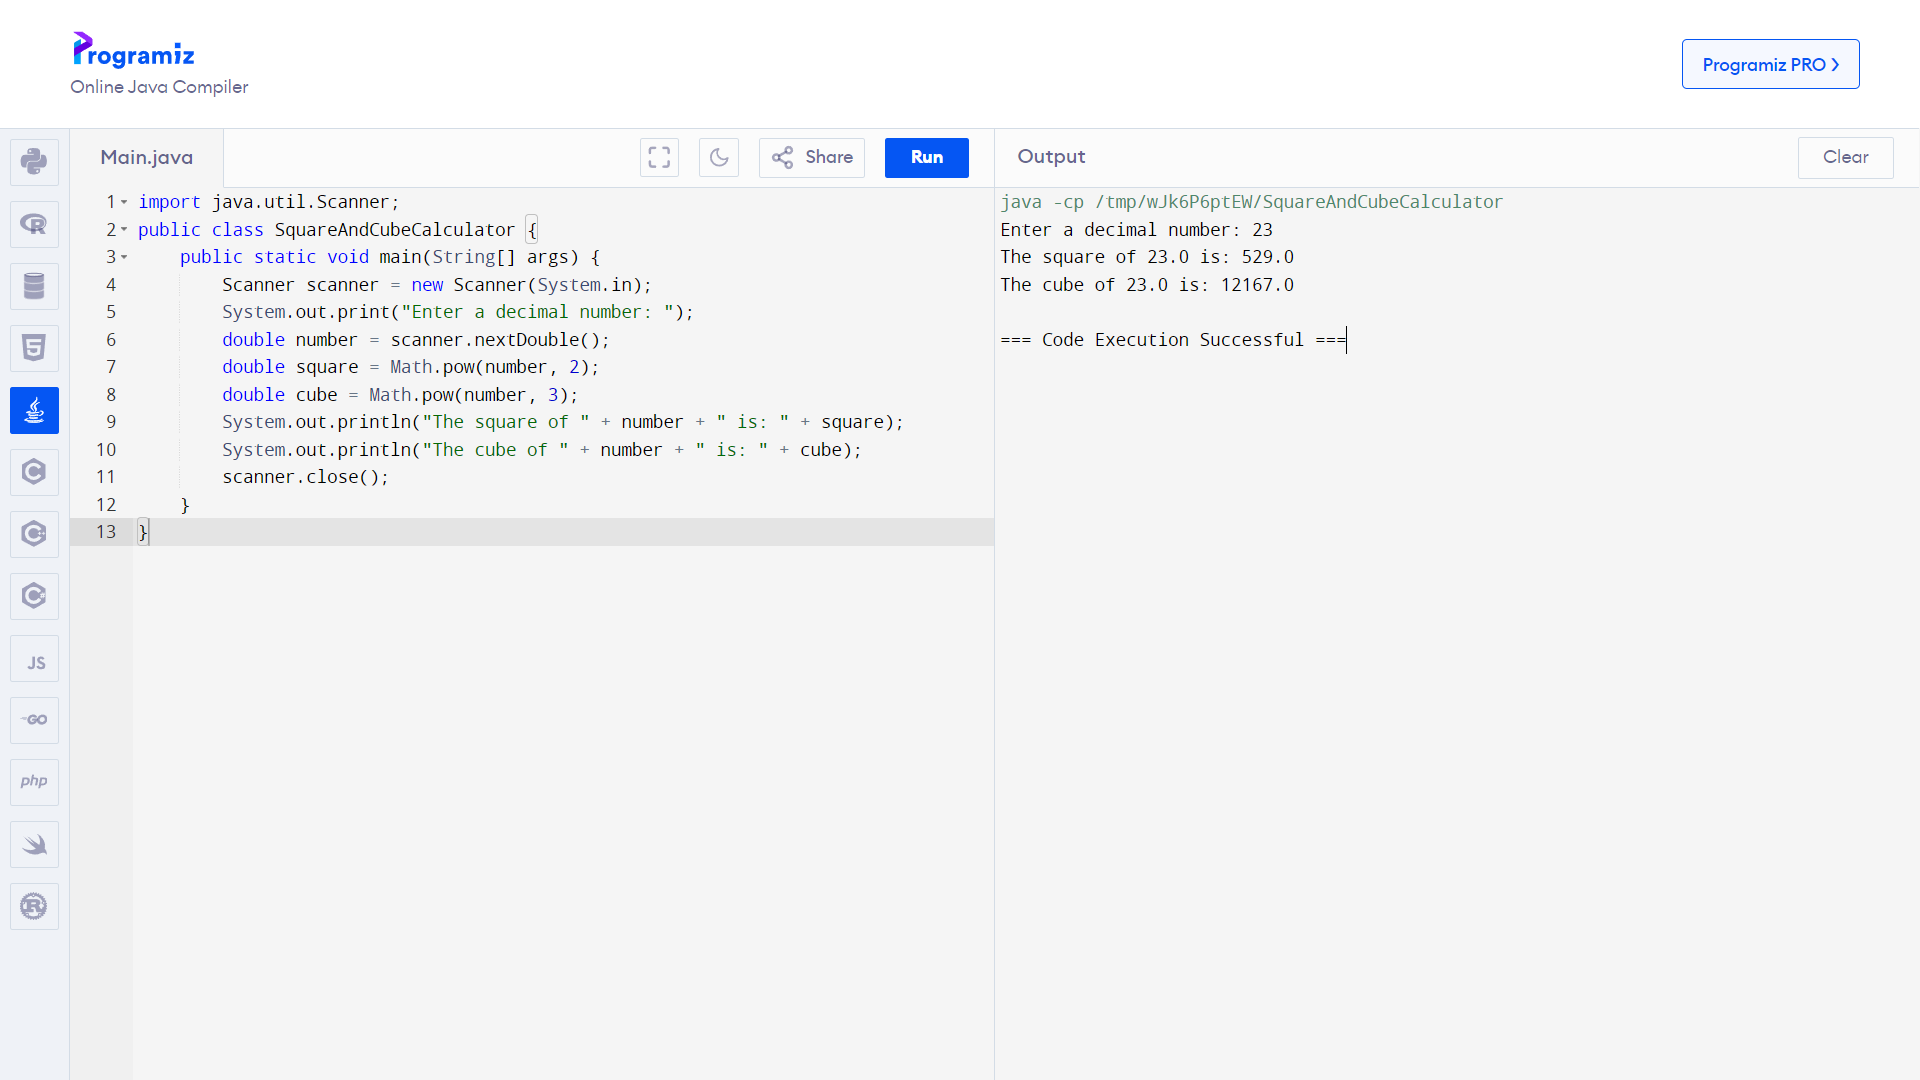 Programiz
Online Java Compiler
Programiz PRO >
Main.java
Share
Run
Output
Clear
1 import java.util.Scanner;
2 public class SquareAndCubeCalculator {
3     public static void main(String[] args) {
4         Scanner scanner = new Scanner(System.in);
5         System.out.print("Enter a decimal number: ");
6         double number = scanner.nextDouble();
7         double square = Math.pow(number, 2);
8         double cube = Math.pow(number, 3);
9         System.out.println("The square of " + number + " is: " + square);
10         System.out.println("The cube of " + number + " is: " + cube);
11         scanner.close();
12     }
13 }
java -cp /tmp/wJk6P6ptEW/SquareAndCubeCalculator
Enter a decimal number: 23
The square of 23.0 is: 529.0
The cube of 23.0 is: 12167.0
=== Code Execution Successful ===
R
5
C
C++
C#
JS
GO
php
R